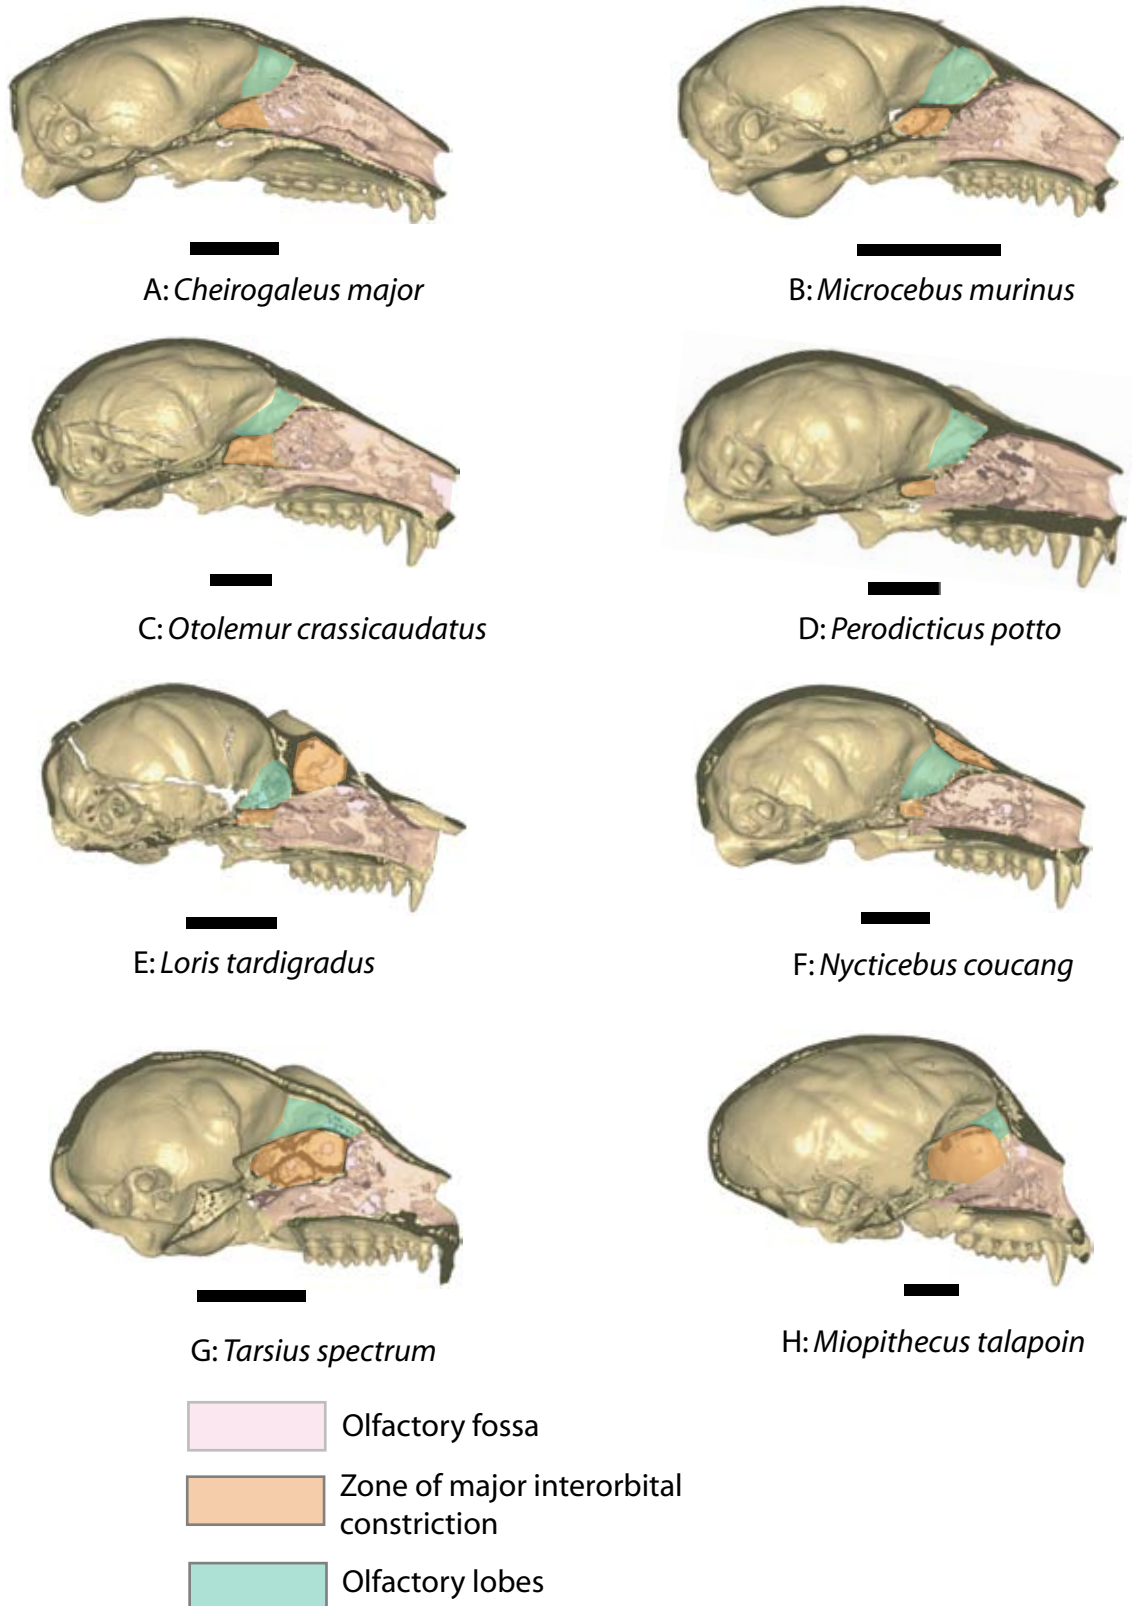 A: Cheirogaleus major
B: Microcebus murinus
C: Otolemur crassicaudatus
D: Perodicticus potto
E: Loris tardigradus
F: Nycticebus coucang
G: Tarsius spectrum
H: Miopithecus talapoin
Olfactory fossa
Zone of major interorbital
constriction
Olfactory lobes